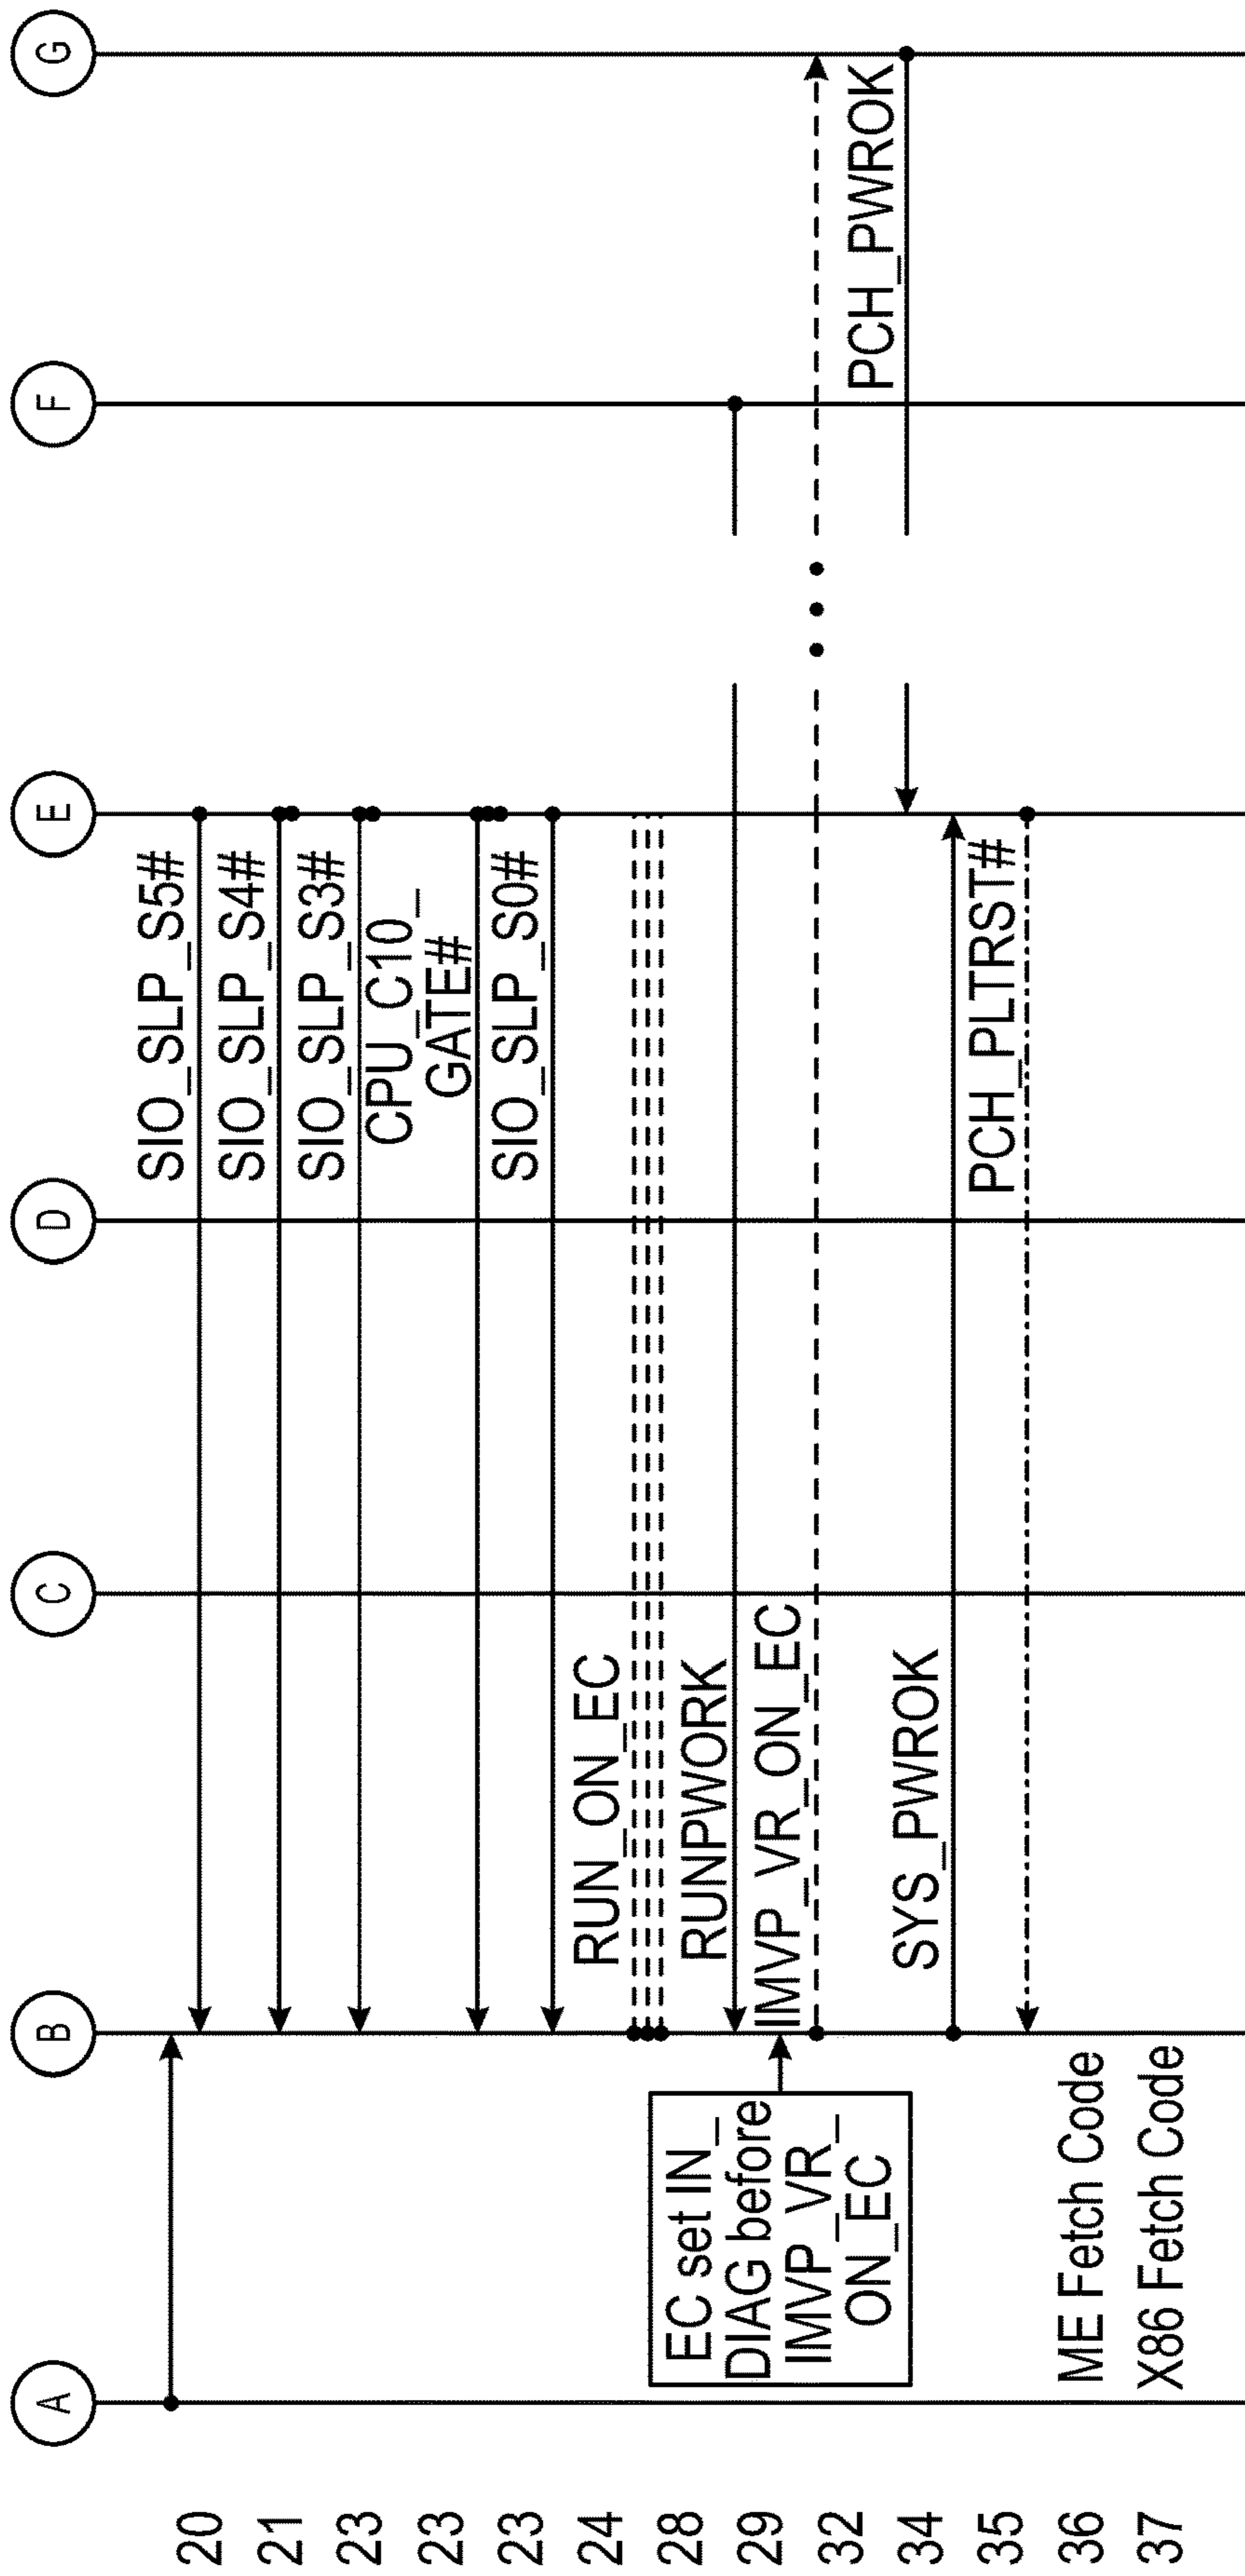 A
B
C
D
E
F
G
20
SIO_SLP_S5#
21
SIO_SLP_S4#
23
SIO_SLP_S3#
23
CPU_C10_
GATE#
23
SIO_SLP_S0#
24
RUN_ON_EC
28
RUNPWORK
29
EC set IN_
DIAG before
IMVP_VR_
ON_EC
IMVP_VR_ON_EC
32
PCH_PWROK
34
SYS_PWROK
35
PCH_PLTRST#
36
ME Fetch Code
37
X86 Fetch Code